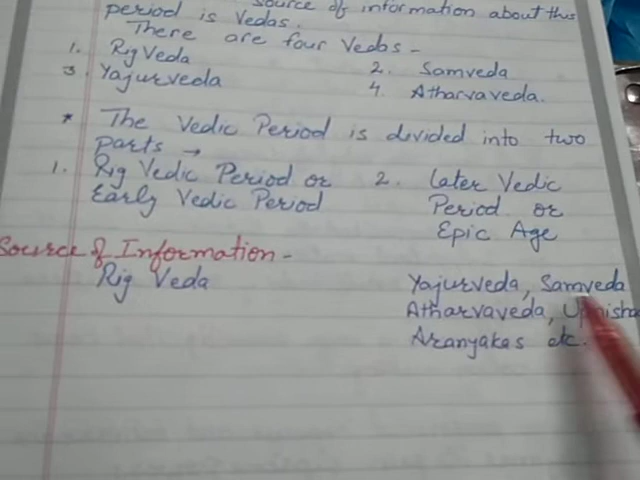 source of information about this
period is Vedas.
There are four Vedas -
1. Rig Veda 2. Samveda
3. Yajurveda 4. Atharvaveda.
* The Vedic Period is divided into two
parts →
1. Rig Vedic Period or 2. Later Vedic
Early Vedic Period Period or
Epic Age
Source of Information -
Rig Veda Yajurveda, Samveda
Atharvaveda,
Aranyakas etc.